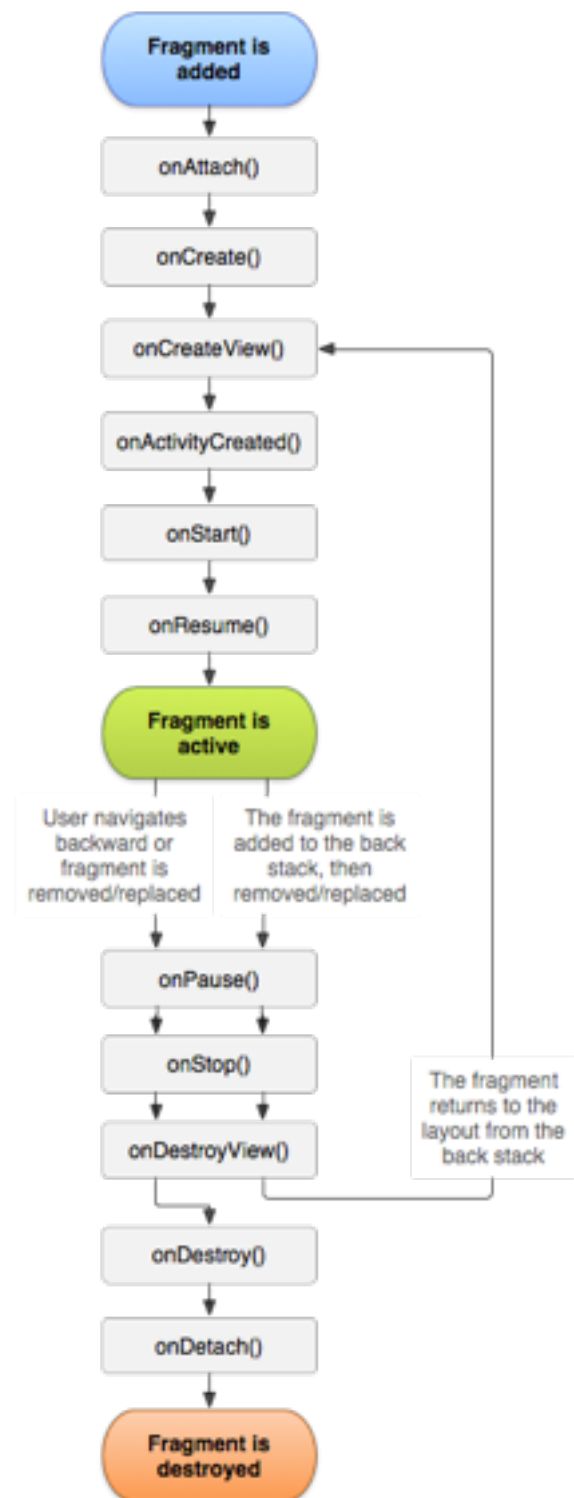 Fragment is
added
onAttach()
onCreate()
onCreateView()
onActivityCreated()
onStart()
onResume()
Fragment is
active
User navigates
backward or
fragment is
removed/replaced
The fragment is
added to the back
stack, then
removed/replaced
onPause()
onStop()
The fragment
returns to the
layout from the
back stack
onDestroyView()
onDestroy()
onDetach()
Fragment is
destroyed